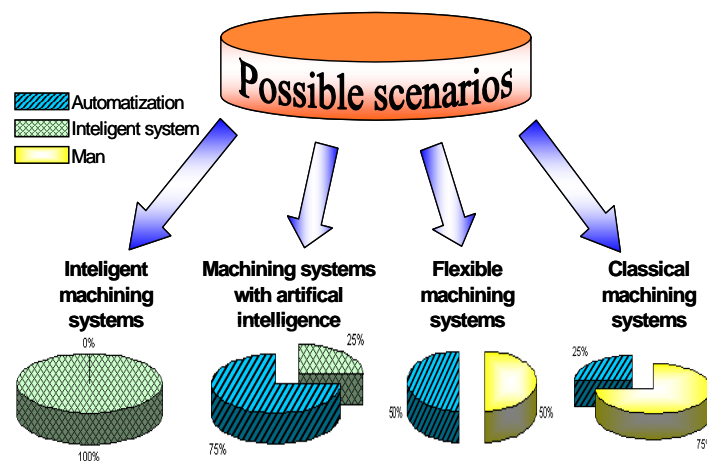 Possible scenarios
Automatization
Inteligent system
Man
Inteligent
machining
systems
0%
100%
Machining systems
with artifical
intelligence
25%
75%
Flexible
machining
systems
50%
50%
Classical
machining
systems
25%
75%